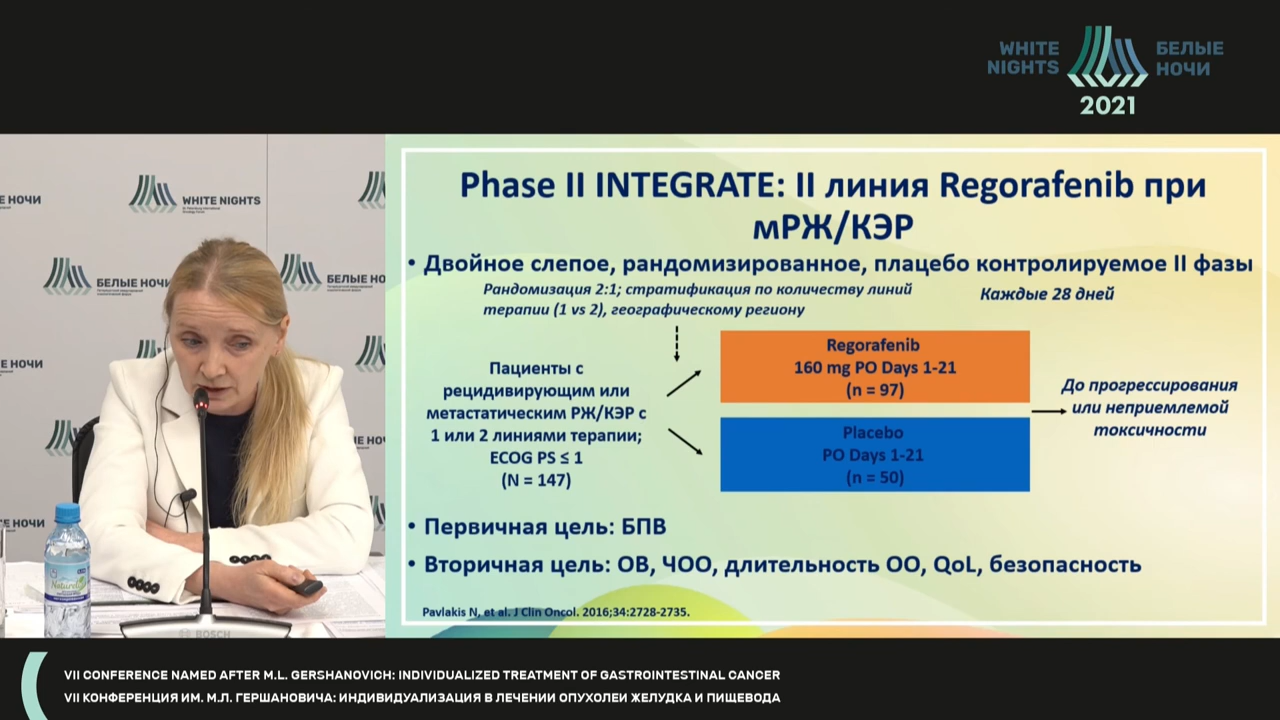 WHITE NIGHTS
БЕЛЫЕ НОЧИ
2021
WHITE NIGHTS
БЕЛЫЕ НОЧИ
Phase II INTEGRATE: II линия Regorafenib при
мРЖ/КЭР
• Двойное слепое, рандомизированное, плацебо контролируемое II фазы
Рандомизация 2:1; стратификация по количеству линий
терапии (1 vs 2), географическому региону
Каждые 28 дней
Пациенты с
рецидивирующим или
метастатическим РЖ/КЭР с
1 или 2 линиями терапии;
ECOG PS ≤ 1
(N = 147)
Regorafenib
160 mg PO Days 1-21
(n = 97)
Placebo
PO Days 1-21
(n = 50)
До прогрессирования
или неприемлемой
токсичности
• Первичная цель: БПВ
• Вторичная цель: ОВ, ЧОО, длительность ОО, QoL, безопасность
Pavlakis N, et al. J Clin Oncol. 2016;34:2728-2735.
BOSCH
VII CONFERENCE NAMED AFTER M.L. GERSHANOVICH: INDIVIDUALIZED TREATMENT OF GASTROINTESTINAL CANCER
VII КОНФЕРЕНЦИЯ ИМ. М.Л. ГЕРШАНОВИЧА: ИНДИВИДУАЛИЗАЦИЯ В ЛЕЧЕНИИ ОПУХОЛЕИ ЖЕЛУДКА И ПИЩЕВОДА